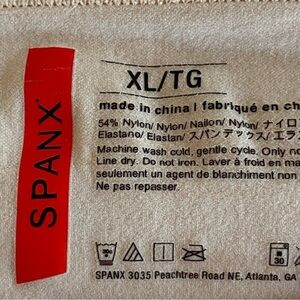 SPANX
XL/TG
made in china I fabriqué en ch
54% Nylon/ Nylon/ Nailon/ Nylon/ ナイロ
Elastano/ Elastan/ スパンデックス/ エラ
Machine wash cold, gentle cycle. Only no
Line dry. Do not iron. Laver à froid en ma
seulement un agent de blanchiment non
Ne pas repasser.
30
SPANX 3035 Peachtree Road NE, Atlanta, GA